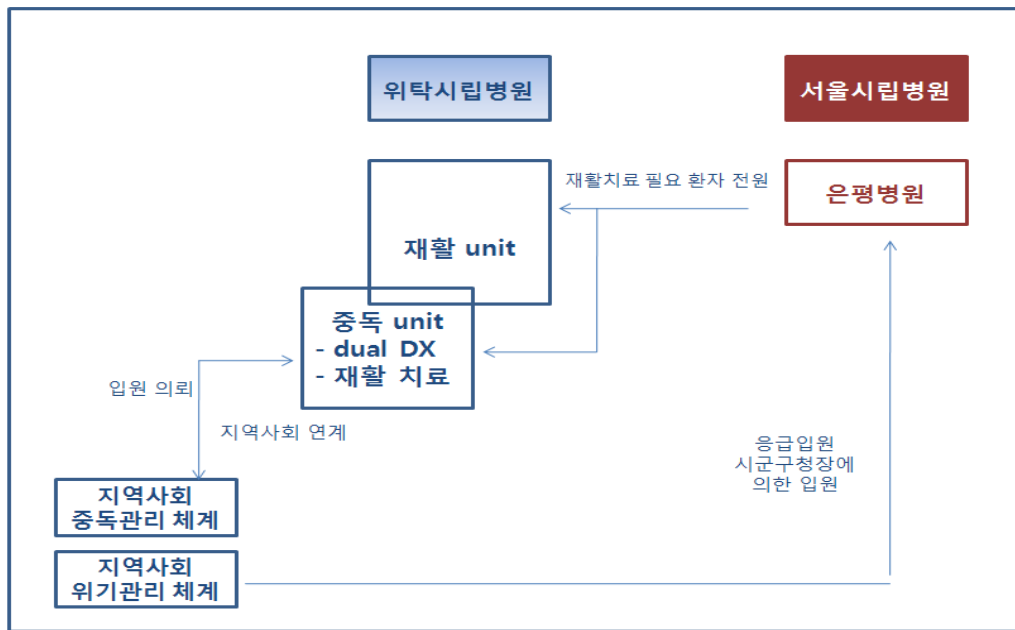 위탁시립병원
서울시립병원
재활치료 필요 환자 전원
은평병원
재활 unit
중독 unit
- dual DX
- 재활 치료
입원 의뢰
지역사회 연계
응급입원
시군구청장에
의한 입원
지역사회
중독관리 체계
지역사회
위기관리 체계